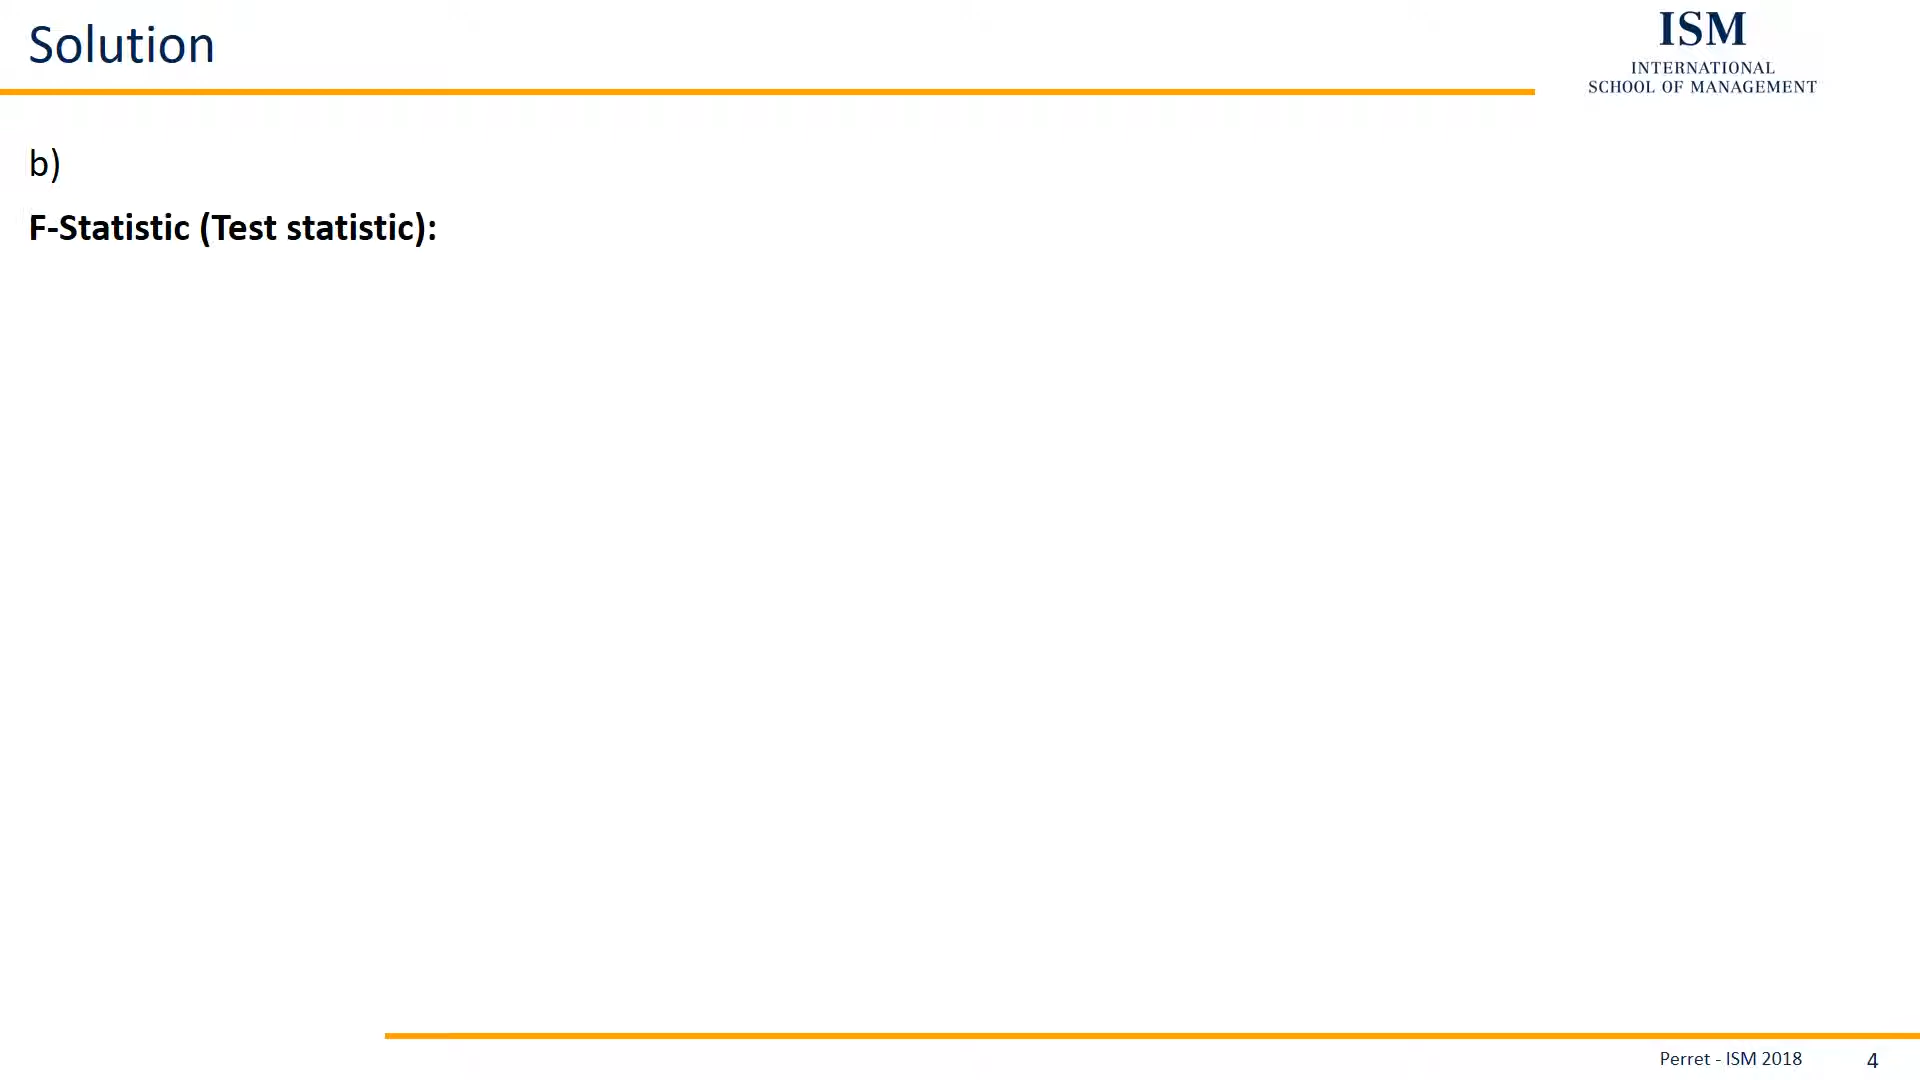 Solution
ISM
INTERNATIONAL
SCHOOL OF MANAGEMENT
b)
F-Statistic (Test statistic):
Perret - ISM 2018
4